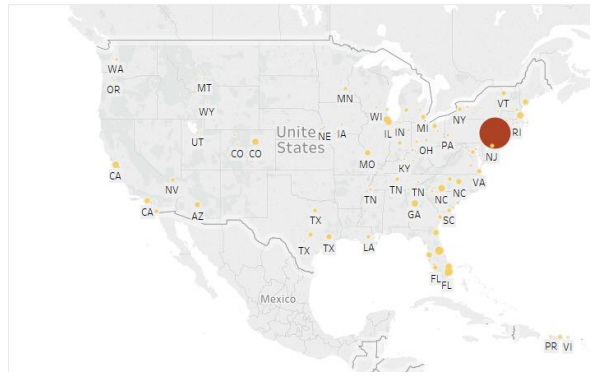 WA
OR
MT
WY
MN
WI
MI
NY
VT
RI
NJ
PA
OH
IL
IN
IA
NE
United
States
UT
CO
CO
MO
KY
VA
NV
CA
CA
AZ
TN
TN
TN
NC
NC
SC
GA
TX
TX
TX
LA
FL
FL
Mexico
PR
VI